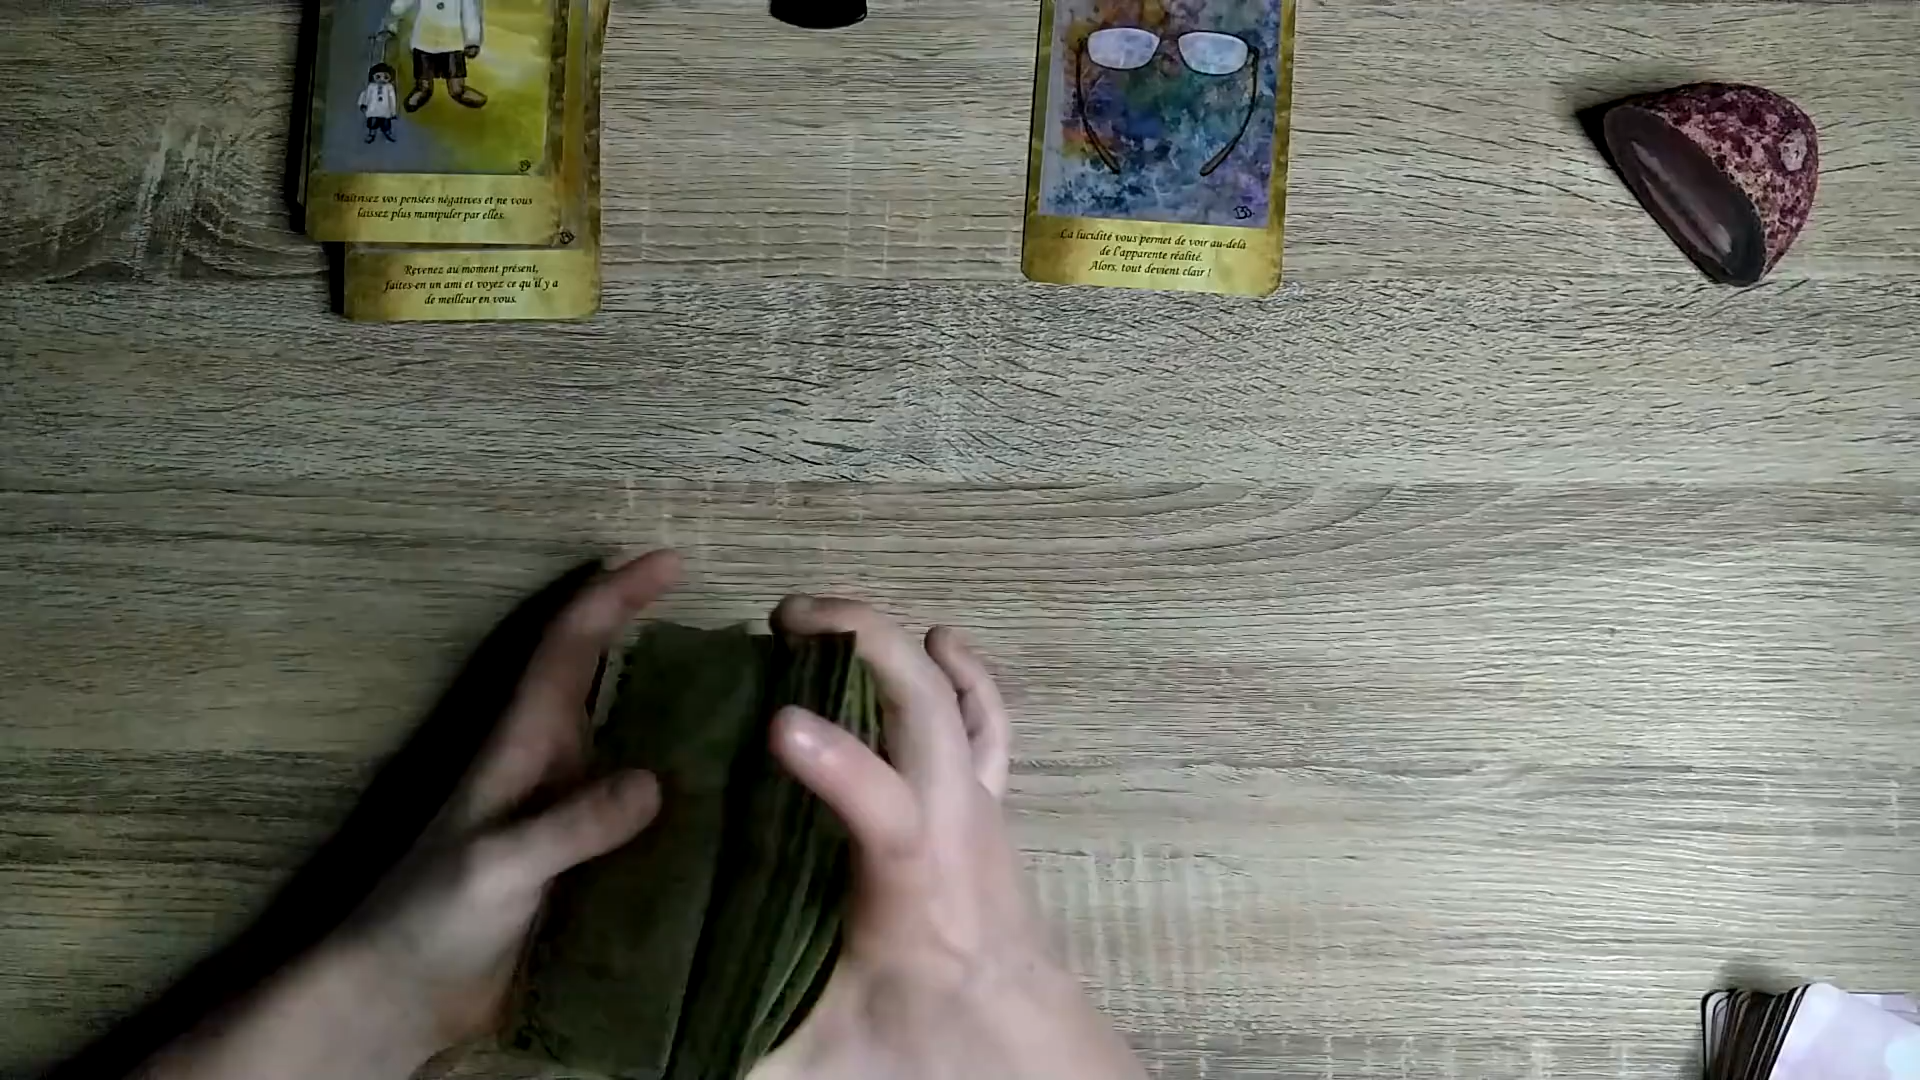 Maîtrisez vos pensées négatives et ne vous
laissez plus manipuler par elles.
Revenez au moment présent,
faites-en un ami et voyez ce qu'il y a
de meilleur en vous.
La lucidité vous permet de voir au-delà
de l'apparente réalité.
Alors, tout devient clair !